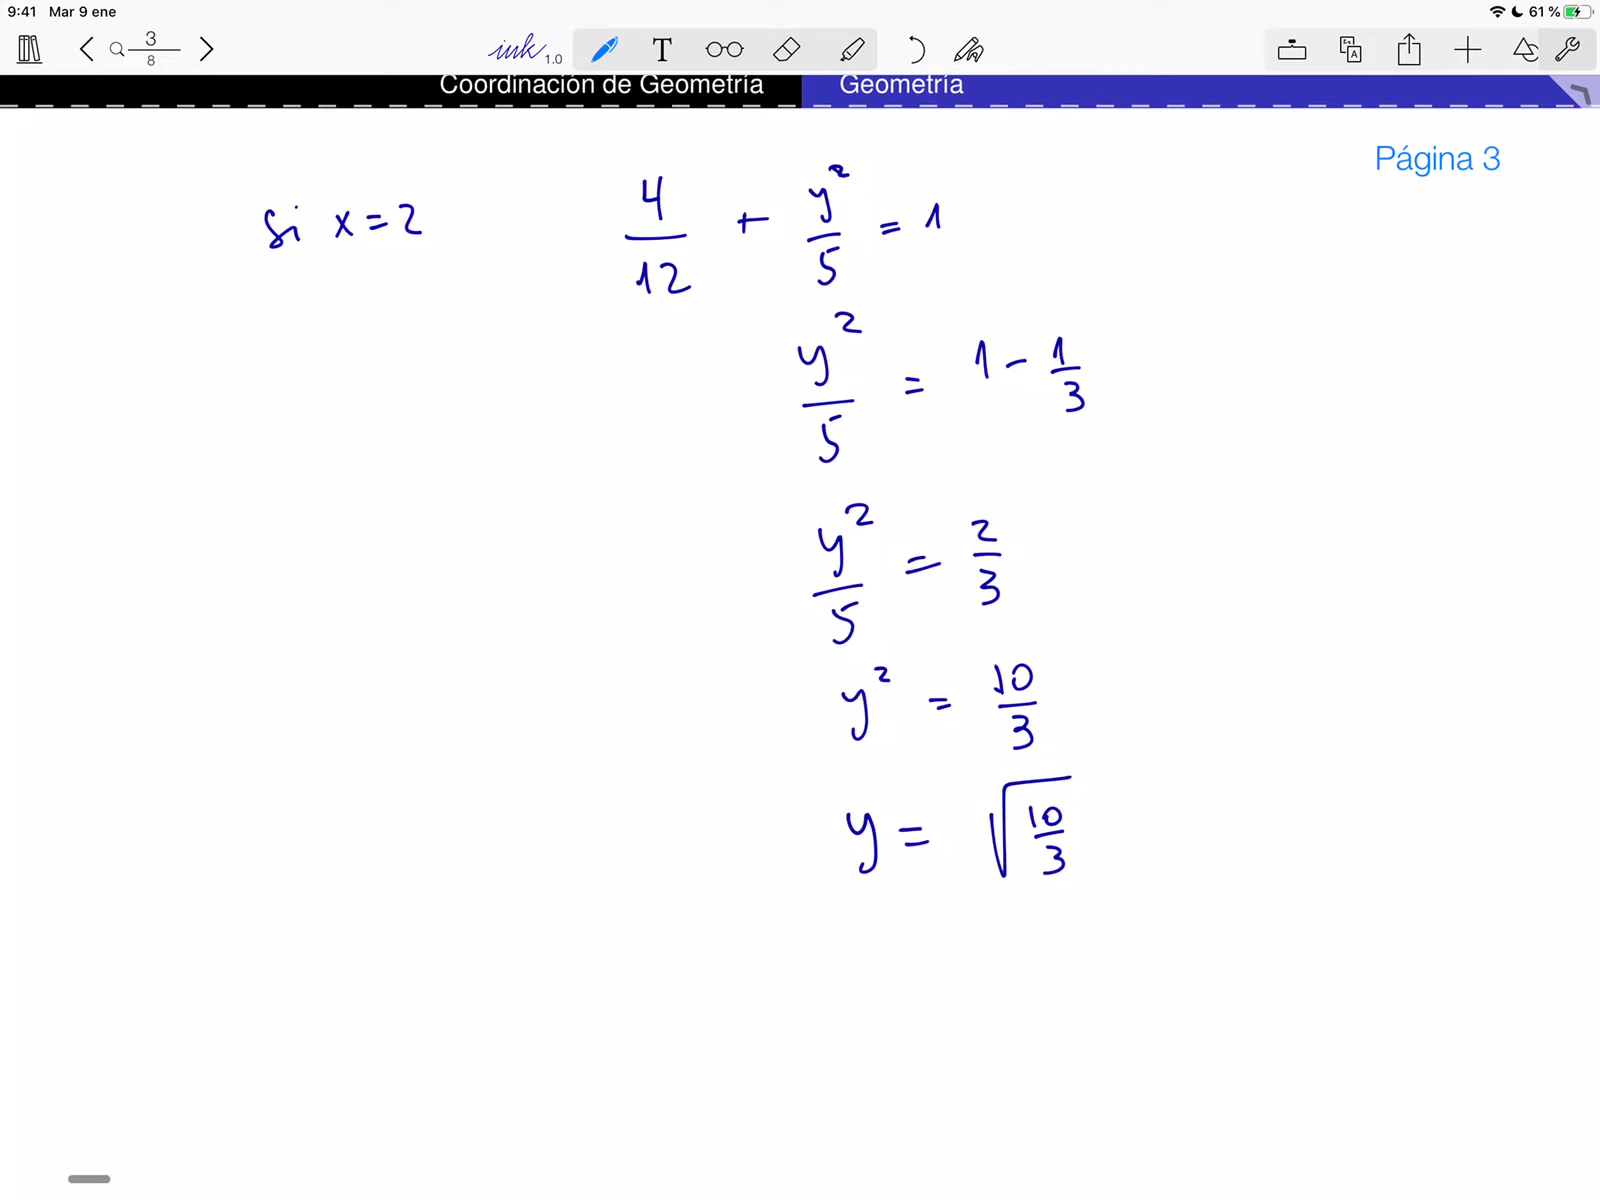 9:41 Mar 9 ene 61 %
3
8
ink 1.0 T A
Coordinación de Geometría Geometría
Página 3
Si x = 2 4/12 + y²/5 = 1
y²/5 = 1 - 1/3
y²/5 = 2/3
y² = 10/3
y = √(10/3)